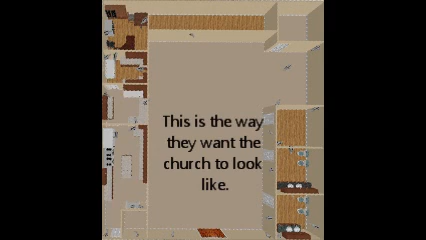 This is the way
they want the
church to look
like.